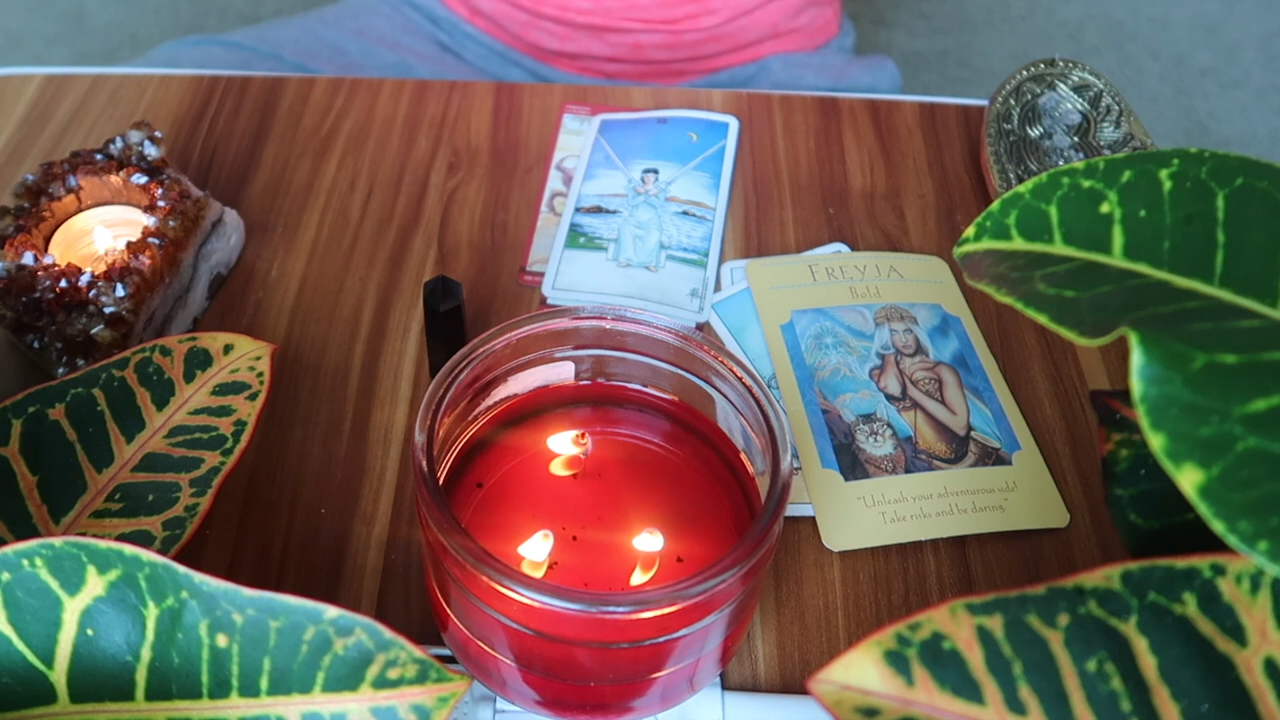 FREYJA
Bold
"Unleash your adventurous side!
Take risks and be daring."